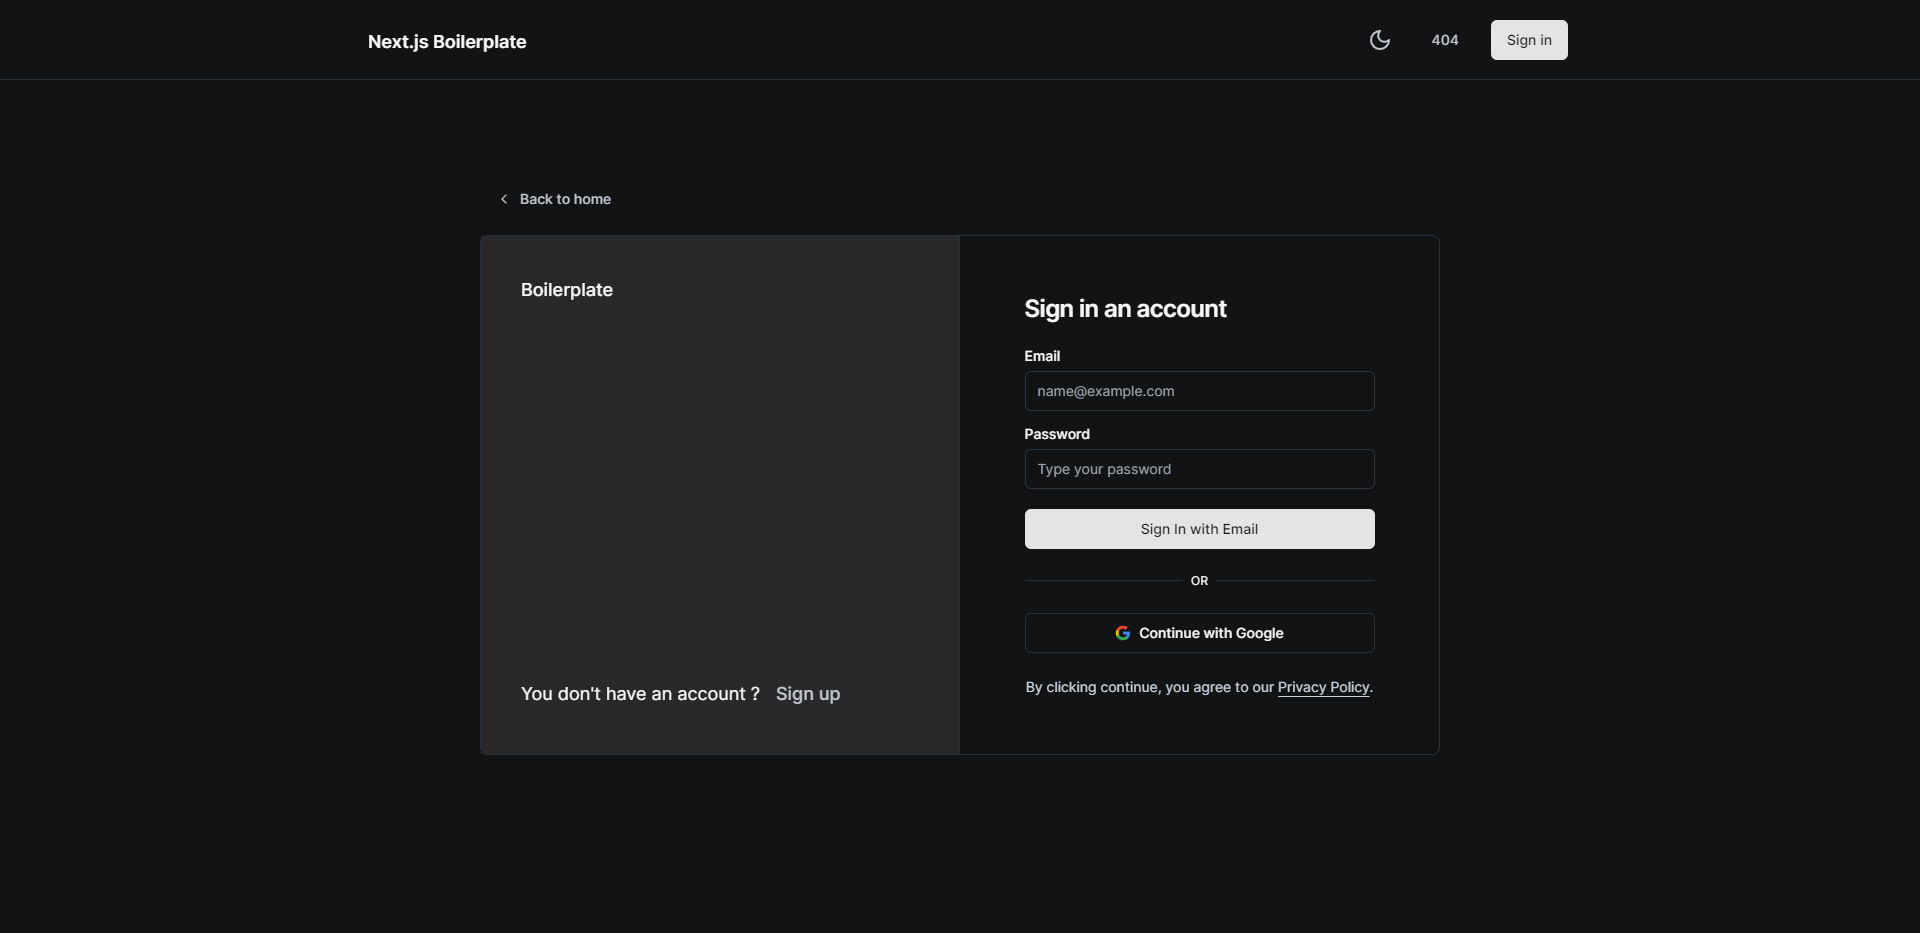 Next.js Boilerplate
404
Sign in
Back to home
Boilerplate
You don't have an account ? Sign up
Sign in an account
Email
name@example.com
Password
Type your password
Sign In with Email
OR
Continue with Google
By clicking continue, you agree to our Privacy Policy.